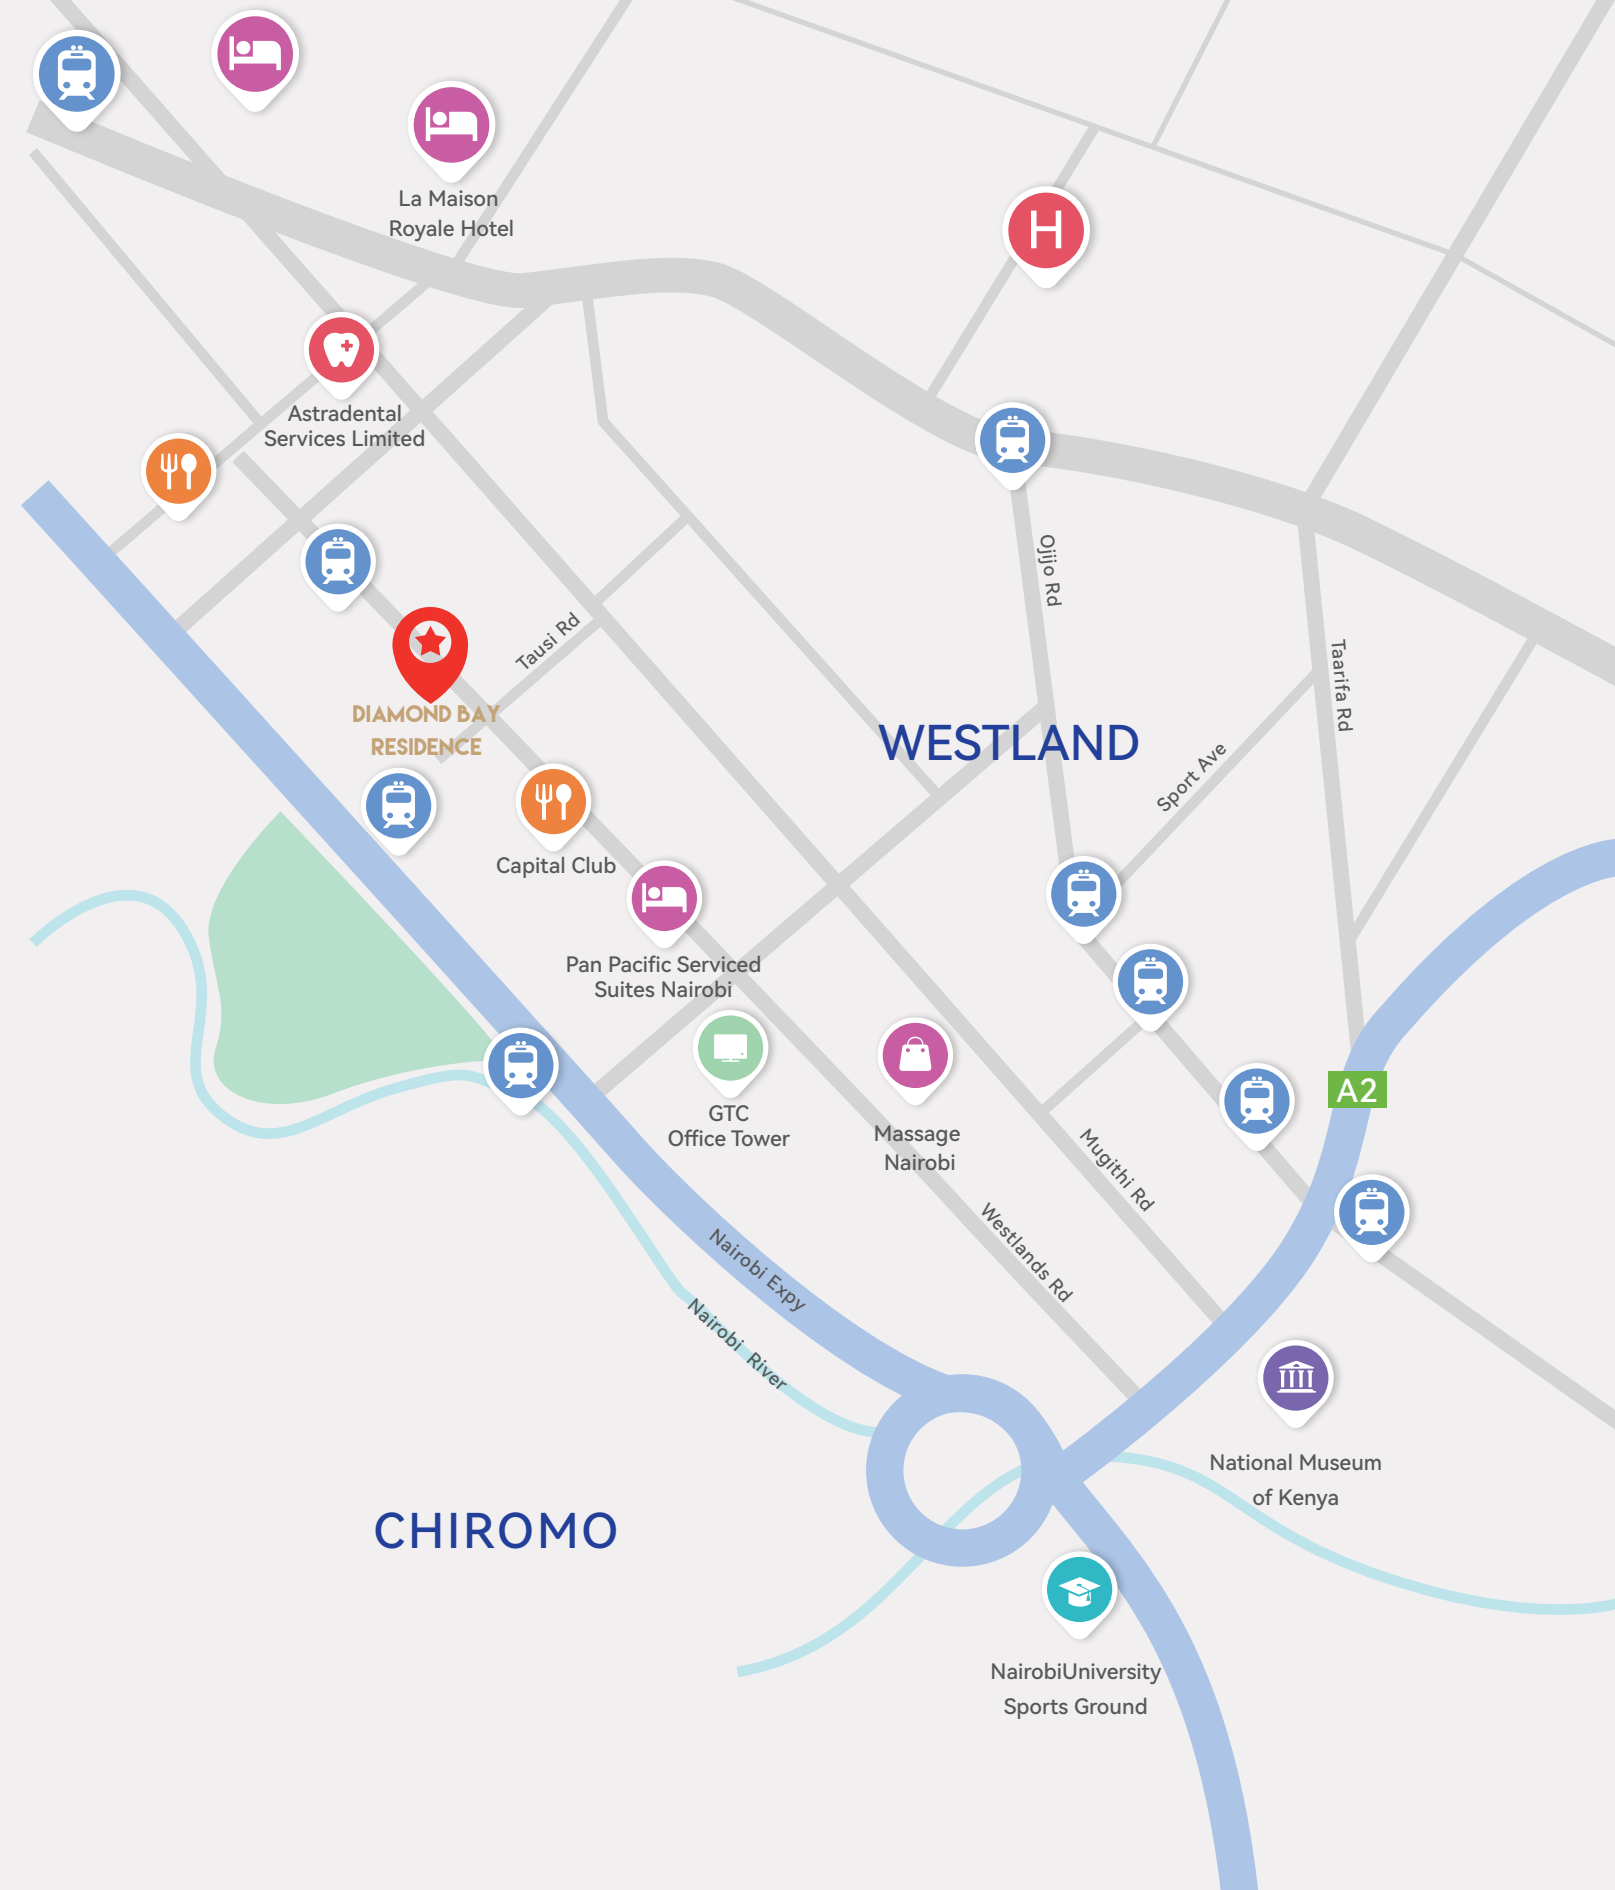 La Maison
Royale Hotel
H
Astradental
Services Limited
Ojijo Rd
Tausi Rd
Taarifa Rd
DIAMOND BAY
RESIDENCE
WESTLAND
Sport Ave
Capital Club
Pan Pacific Serviced
Suites Nairobi
A2
GTC
Office Tower
Massage
Nairobi
Mugithi Rd
Westlands Rd
Nairobi Expy
Nairobi River
National Museum
of Kenya
CHIROMO
NairobiUniversity
Sports Ground